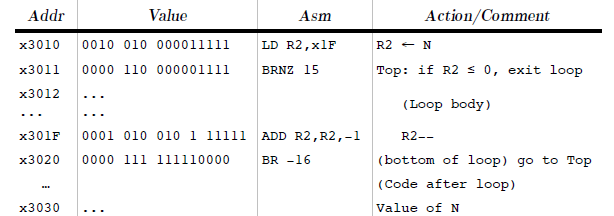 Addr Value Asm Action/Comment
x3010 0010 010 000011111 LD R2,x1F R2 ← N
x3011 0000 110 000001111 BRNZ 15 Top: if R2 ≤ 0, exit loop
x3012 ...
... ... (Loop body)
x301F 0001 010 010 1 11111 ADD R2,R2,-1 R2--
x3020 0000 111 111110000 BR -16 (bottom of loop) go to Top
… (Code after loop)
x3030 ... Value of N